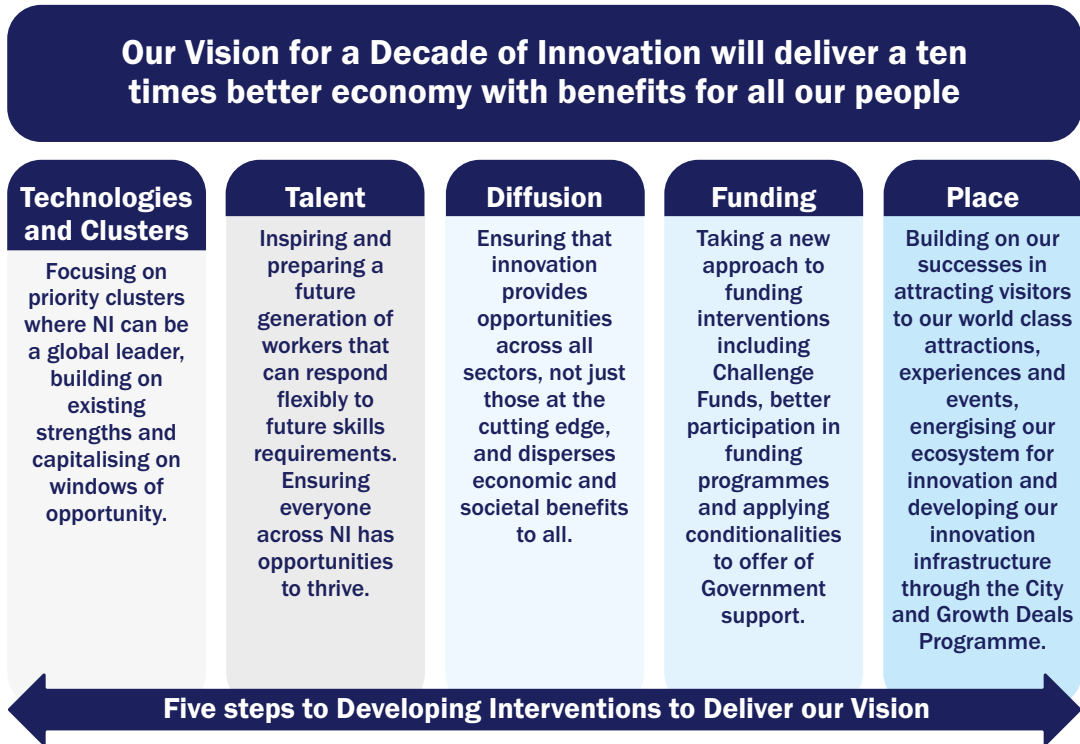 Our Vision for a Decade of Innovation will deliver a ten
times better economy with benefits for all our people
Technologies
and Clusters
Focusing on
priority clusters
where NI can be
a global leader,
building on
existing
strengths and
capitalising on
windows of
opportunity.
Talent
Inspiring and
preparing a
future
generation of
workers that
can respond
flexibly to
future skills
requirements.
Ensuring
everyone
across NI has
opportunities
to thrive.
Diffusion
Ensuring that
innovation
provides
opportunities
across all
sectors, not just
those at the
cutting edge,
and disperses
economic and
societal benefits
to all.
Funding
Taking a new
approach to
funding
interventions
including
Challenge
Funds, better
participation in
funding
programmes
and applying
conditionalities
to offer of
Government
support.
Place
Building on our
successes in
attracting visitors
to our world class
attractions,
experiences and
events,
energising our
ecosystem for
innovation and
developing our
innovation
infrastructure
through the City
and Growth Deals
Programme.
Five steps to Developing Interventions to Deliver our Vision